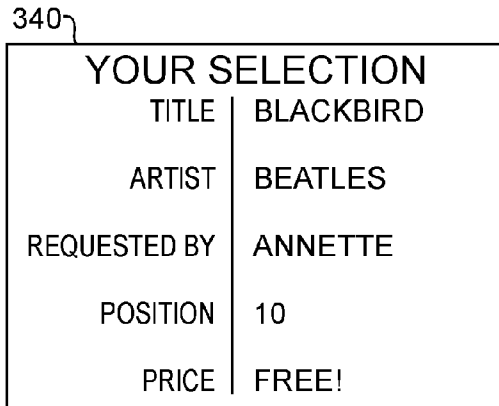 340
YOUR SELECTION
TITLE BLACKBIRD
ARTIST BEATLES
REQUESTED BY ANNETTE
POSITION 10
PRICE FREE!